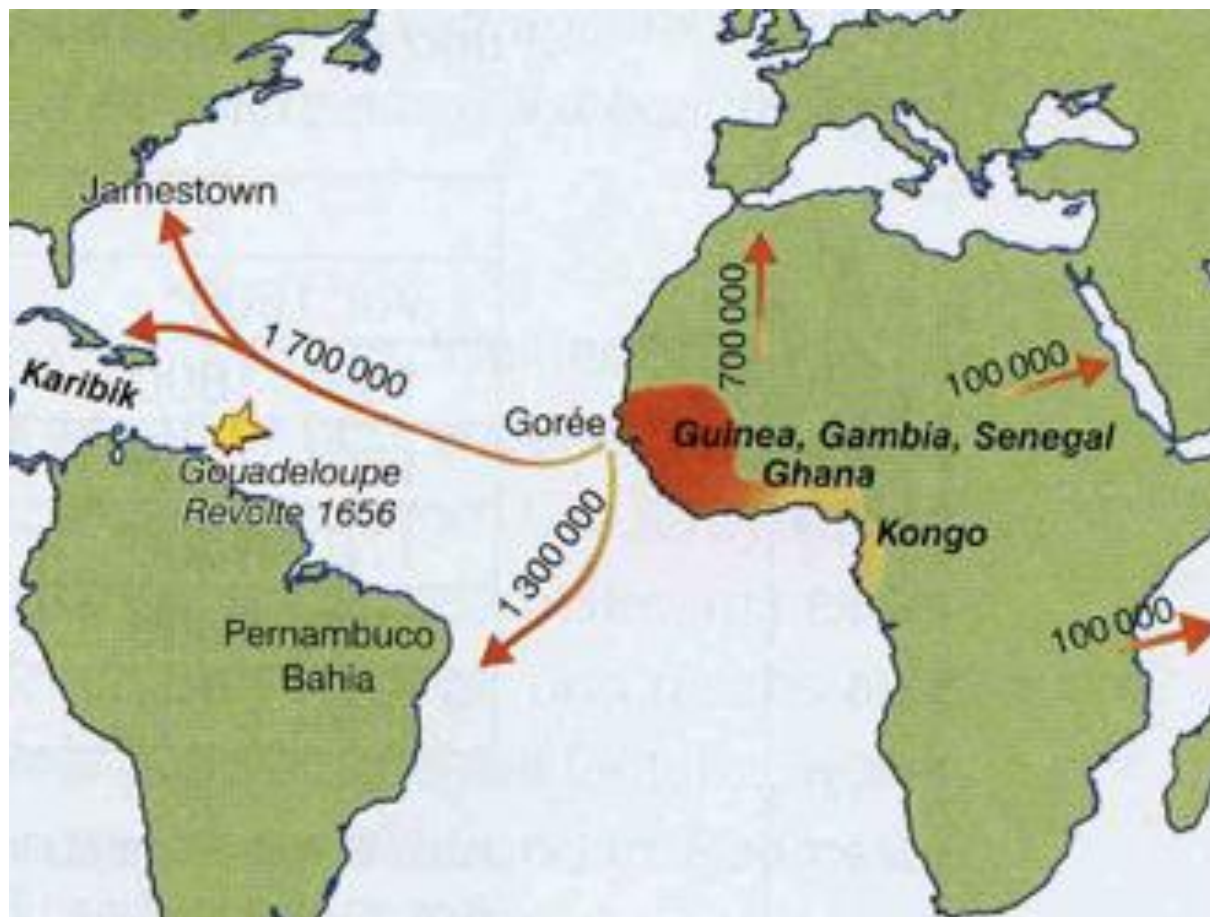 Jamestown
1 700 000
Karibik
Gouadeloupe
Revolte 1656
Gorée
1 300 000
Pernambuco
Bahia
700 000
100 000
Guinea, Gambia, Senegal
Ghana
Kongo
100 000